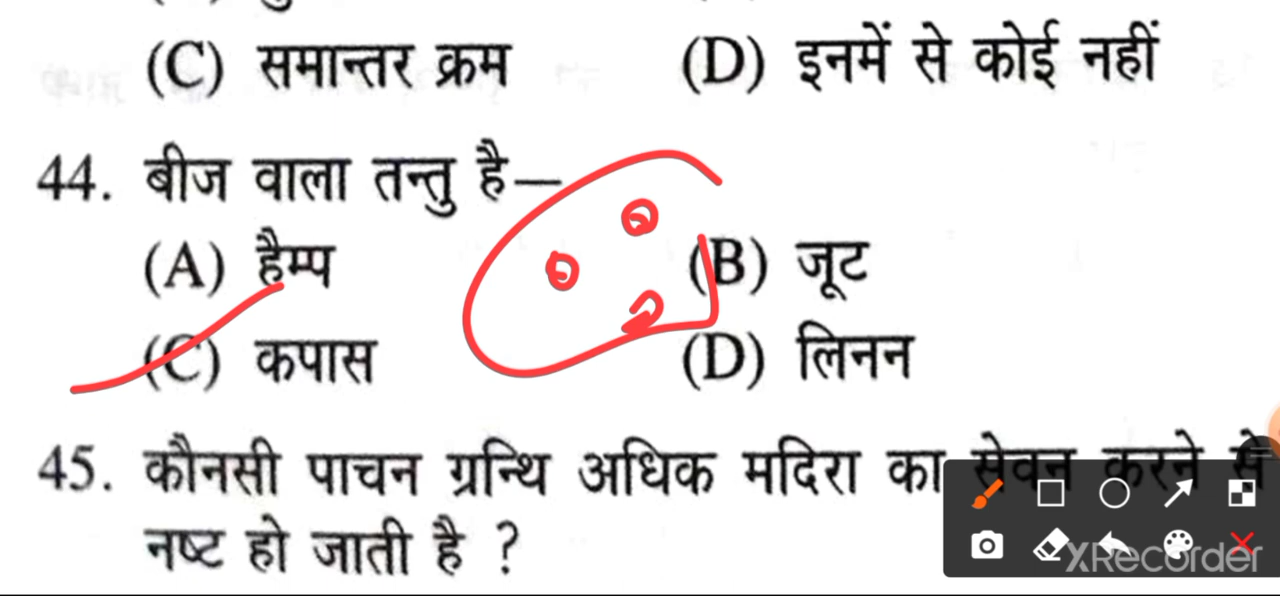 (C) समान्तर क्रम (D) इनमें से कोई नहीं
44. बीज वाला तन्तु है—
(A) हैम्प (B) जूट
(C) कपास (D) लिनन
45. कौनसी पाचन ग्रन्थि अधिक मदिरा का सेवन करने से
नष्ट हो जाती है ?
XRecorder